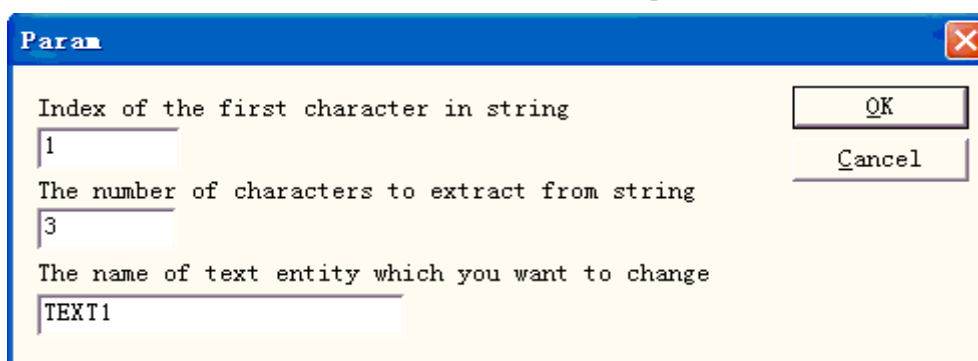 Param
Index of the first character in string
OK
1
Cancel
The number of characters to extract from string
3
The name of text entity which you want to change
TEXT1